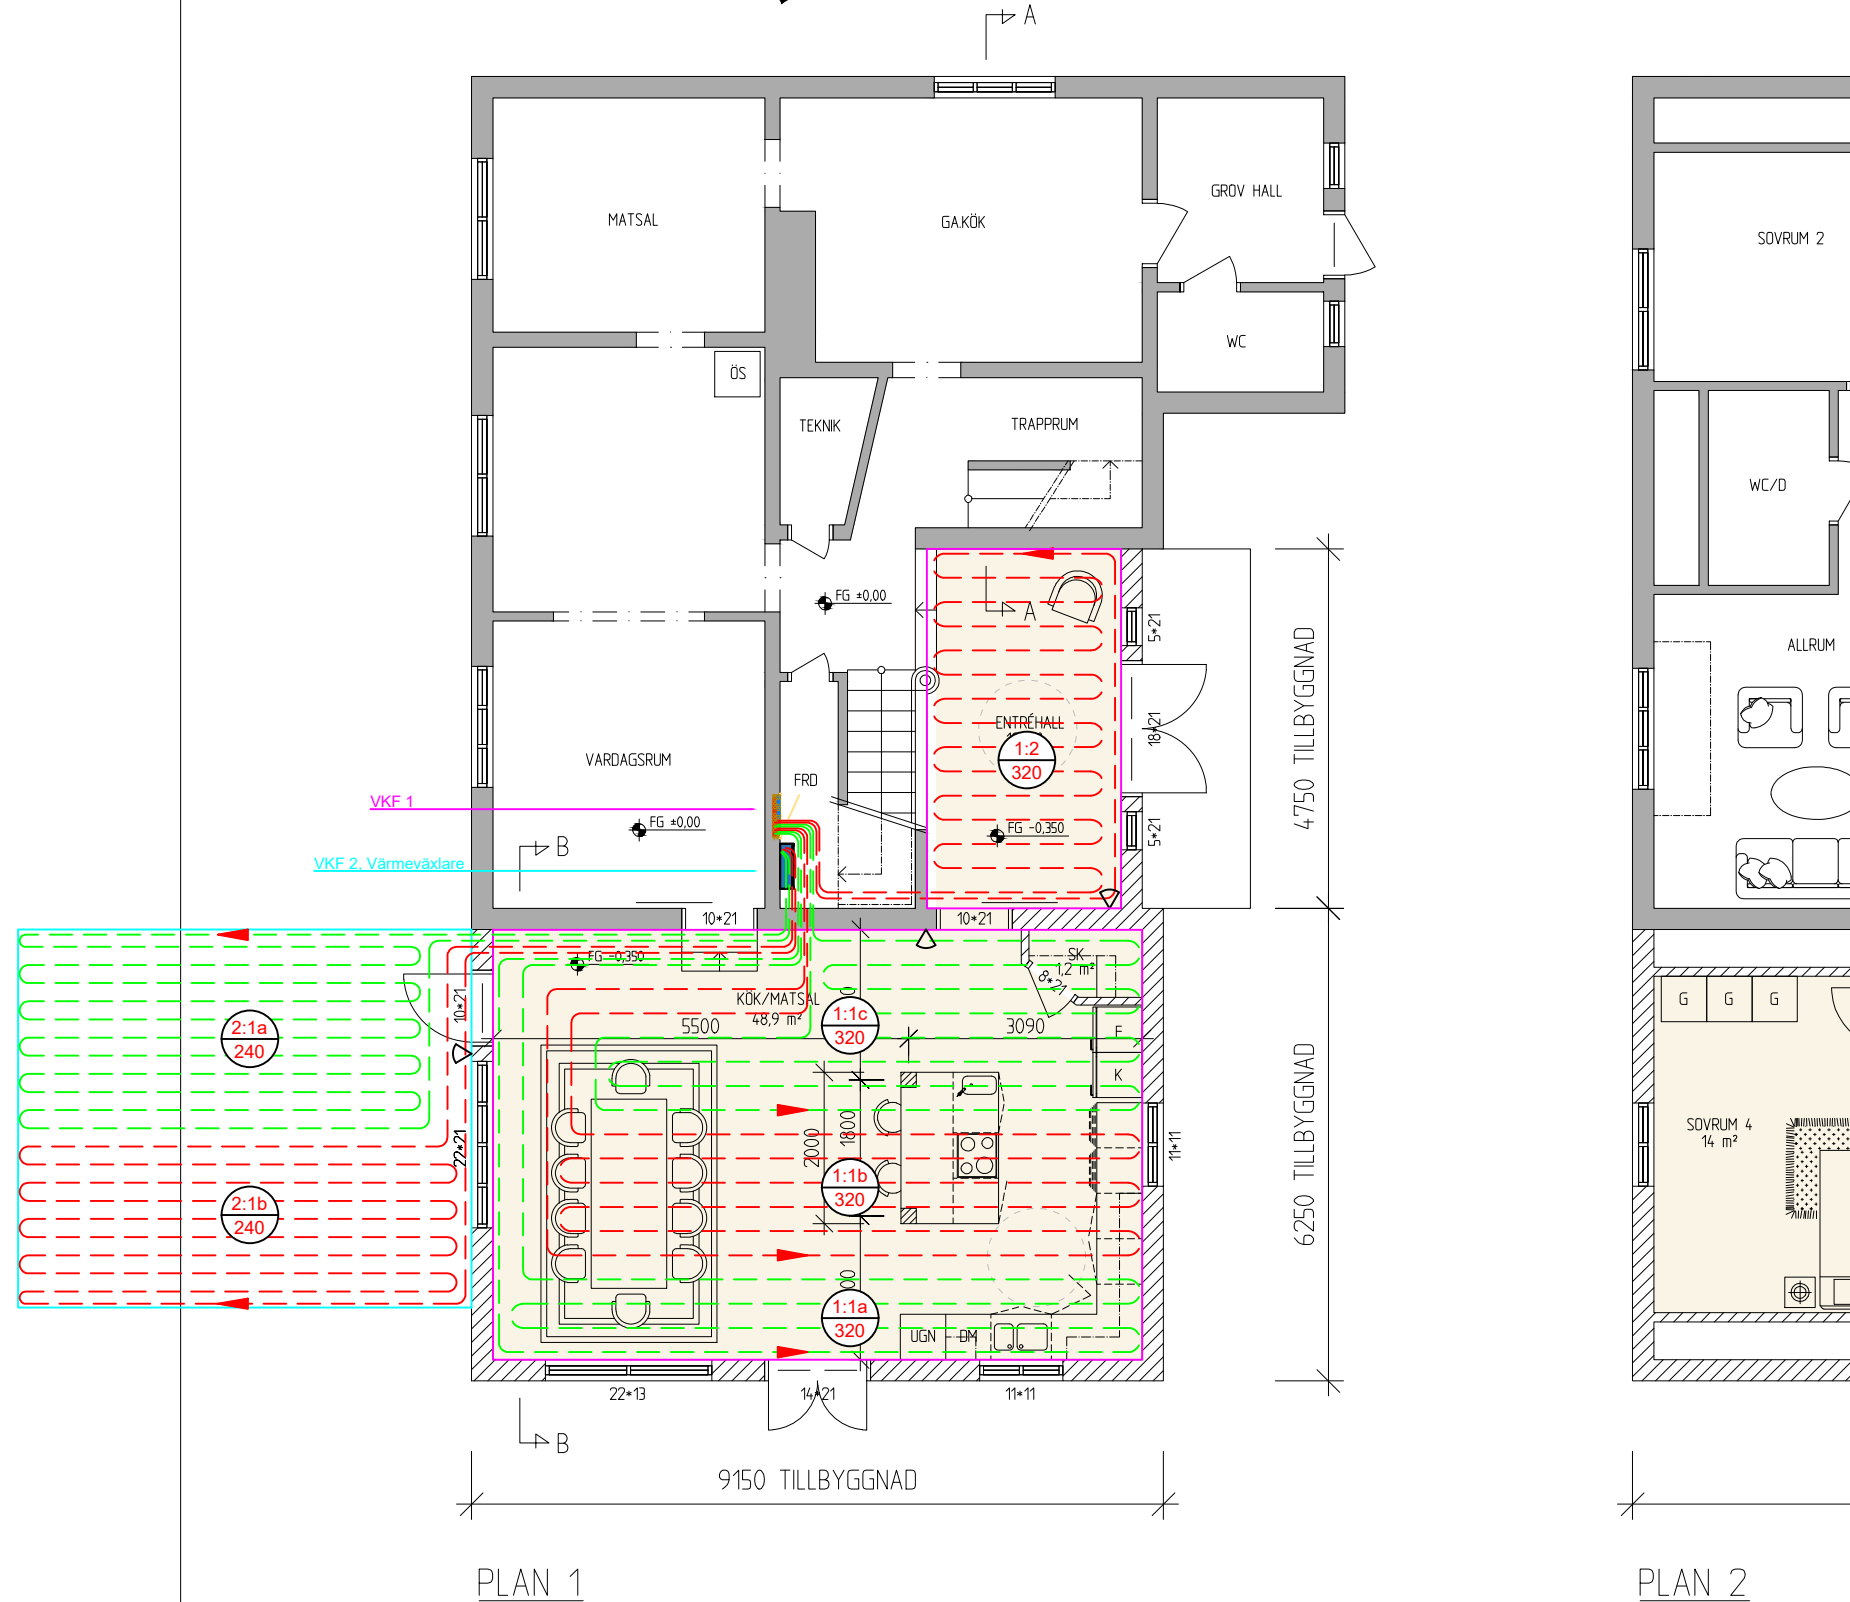 A
MATSAL
GA.KÖK
GROV HALL
SOVRUM 2
WC
ÖS
TEKNIK
TRAPPRUM
WC/D
FG ±0,00
A
5*21
4750 TILLBYGGNAD
ALLRUM
ENTRÉHALL
18*21
1:2
320
VARDAGSRUM
FRD
VKF 1
FG ±0,00
FG -0,350
5*21
B
VKF 2, Värmeväxlare
10*21
10*21
FG -0,350
SK
1,2 m²
8*21
10*21
KÖK/MATSAL
48,9 m²
G
G
G
5500
1:1c
320
3090
F
2:1a
240
K
6250 TILLBYGGNAD
22*21
2000
1800
11*11
SOVRUM 4
14 m²
1:1b
320
2:1b
240
1:1a
320
UGN
DM
22*13
14*21
11*11
B
9150 TILLBYGGNAD
PLAN 1
PLAN 2